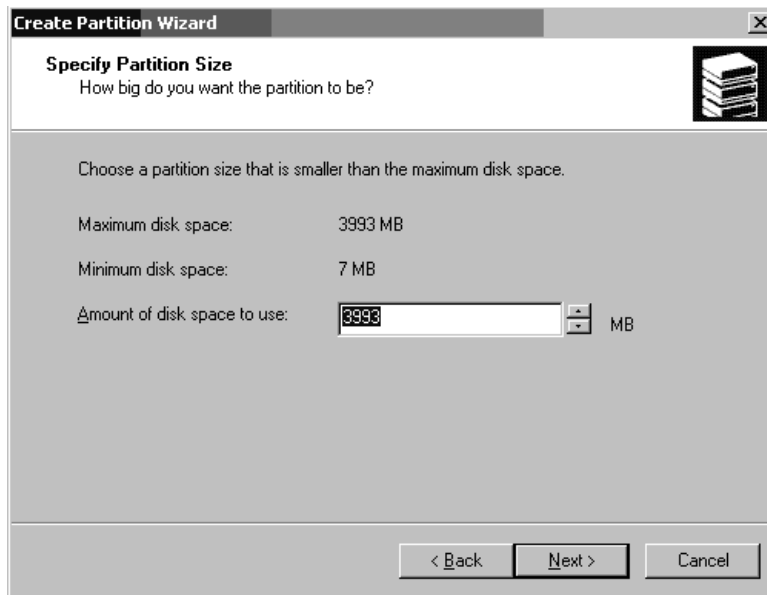 Create Partition Wizard
Specify Partition Size
How big do you want the partition to be?
Choose a partition size that is smaller than the maximum disk space.
Maximum disk space: 3993 MB
Minimum disk space: 7 MB
Amount of disk space to use: 3993 MB
< Back Next > Cancel